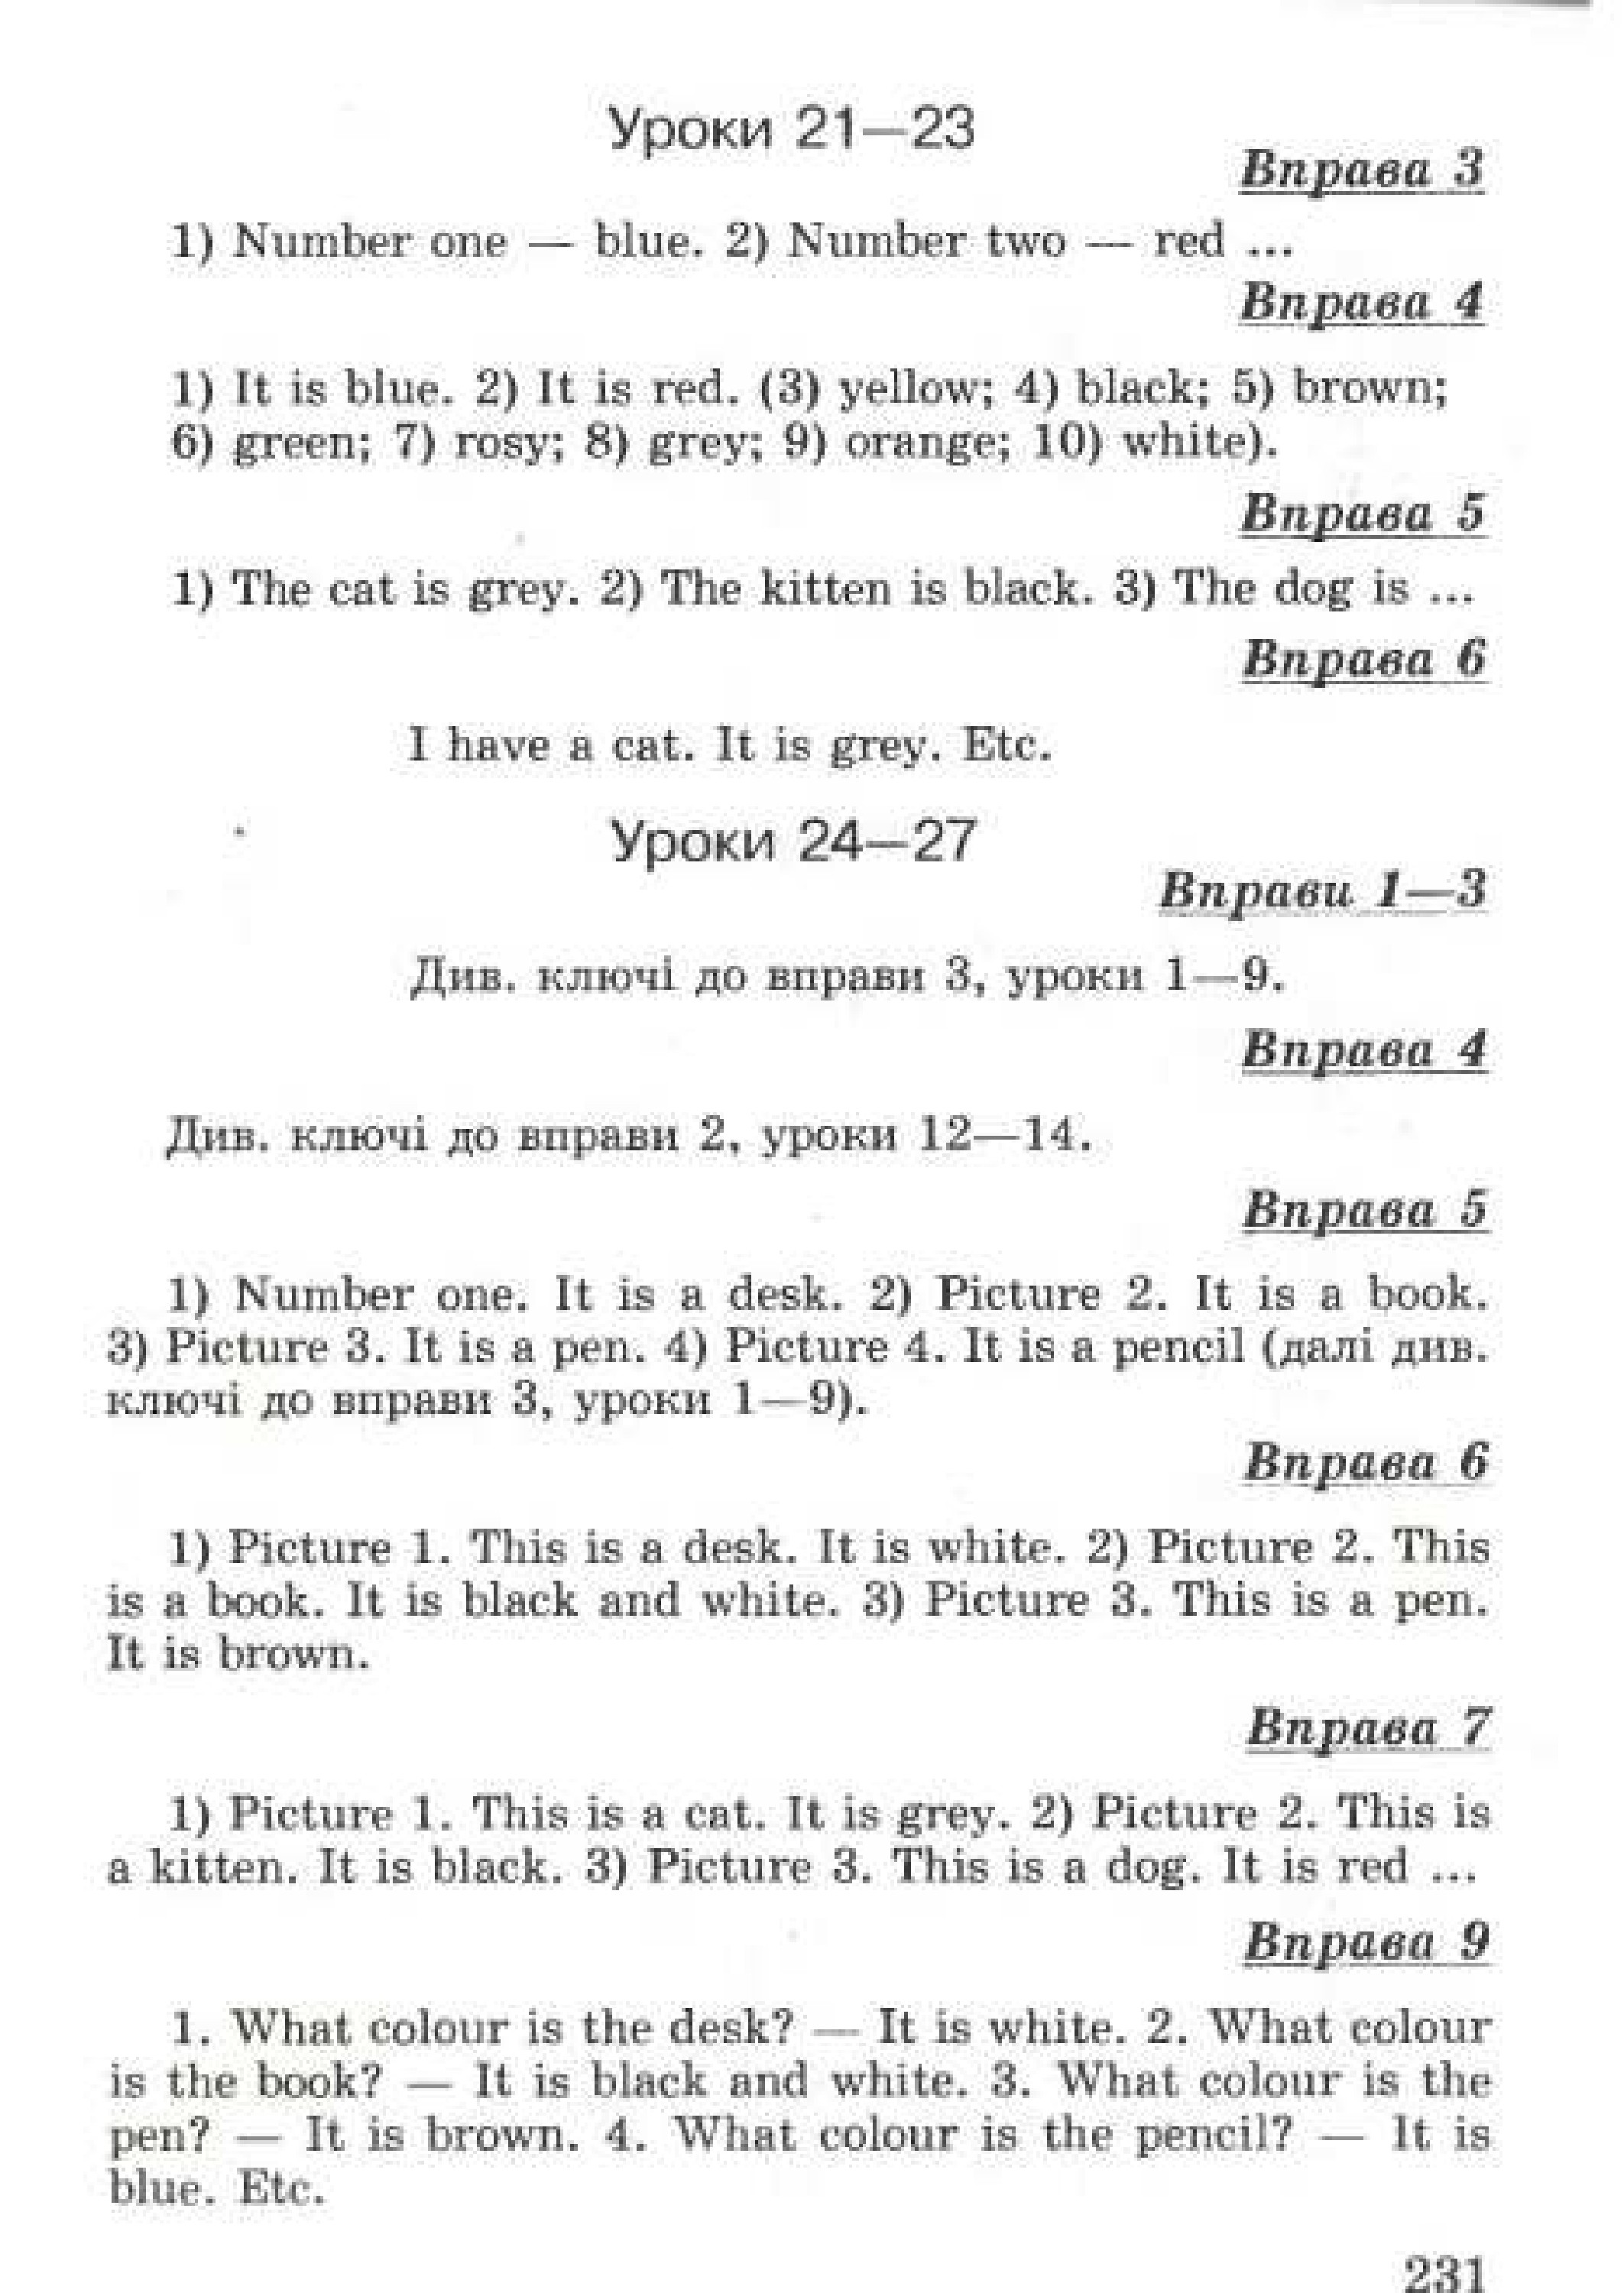 Уроки 21—23
Вправа 3
1) Number one — blue. 2) Number two — red ...
Вправа 4
1) It is blue. 2) It is red. (3) yellow; 4) black; 5) brown;
6) green; 7) rosy; 8) grey; 9) orange; 10) white).
Вправа 5
1) The cat is grey. 2) The kitten is black. 3) The dog is ...
Вправа 6
I have a cat. It is grey. Etc.
Уроки 24—27
Вправи 1—3
Див. ключі до вправи 3, уроки 1—9.
Вправа 4
Див. ключі до вправи 2, уроки 12—14.
Вправа 5
1) Number one. It is a desk. 2) Picture 2. It is a book.
3) Picture 3. It is a pen. 4) Picture 4. It is a pencil (далі див.
ключі до вправи 3, уроки 1—9).
Вправа 6
1) Picture 1. This is a desk. It is white. 2) Picture 2. This
is a book. It is black and white. 3) Picture 3. This is a pen.
It is brown.
Вправа 7
1) Picture 1. This is a cat. It is grey. 2) Picture 2. This is
a kitten. It is black. 3) Picture 3. This is a dog. It is red ...
Вправа 9
1. What colour is the desk? — It is white. 2. What colour
is the book? — It is black and white. 3. What colour is the
pen? — It is brown. 4. What colour is the pencil? — It is
blue. Etc.
231